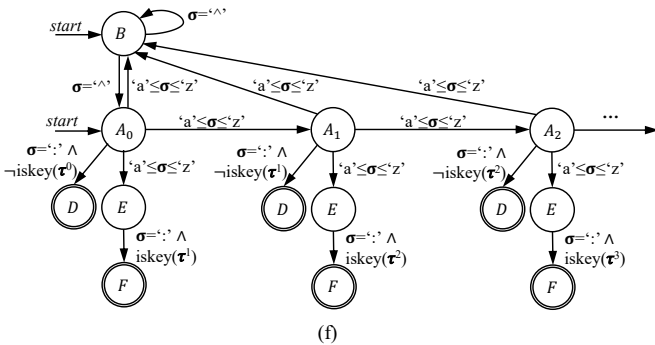 σ='^'
start
B
σ='^' 'a'≤σ≤'z' 'a'≤σ≤'z' 'a'≤σ≤'z'
start A₀ 'a'≤σ≤'z' A₁ 'a'≤σ≤'z' A₂ ...
σ=':' ∧ σ=':' ∧ σ=':' ∧
¬iskey(τ⁰) 'a'≤σ≤'z' ¬iskey(τ¹) 'a'≤σ≤'z' ¬iskey(τ²) 'a'≤σ≤'z'
D E D E D E
σ=':' ∧ σ=':' ∧ σ=':' ∧
iskey(τ¹) iskey(τ²) iskey(τ³)
F F F
(f)